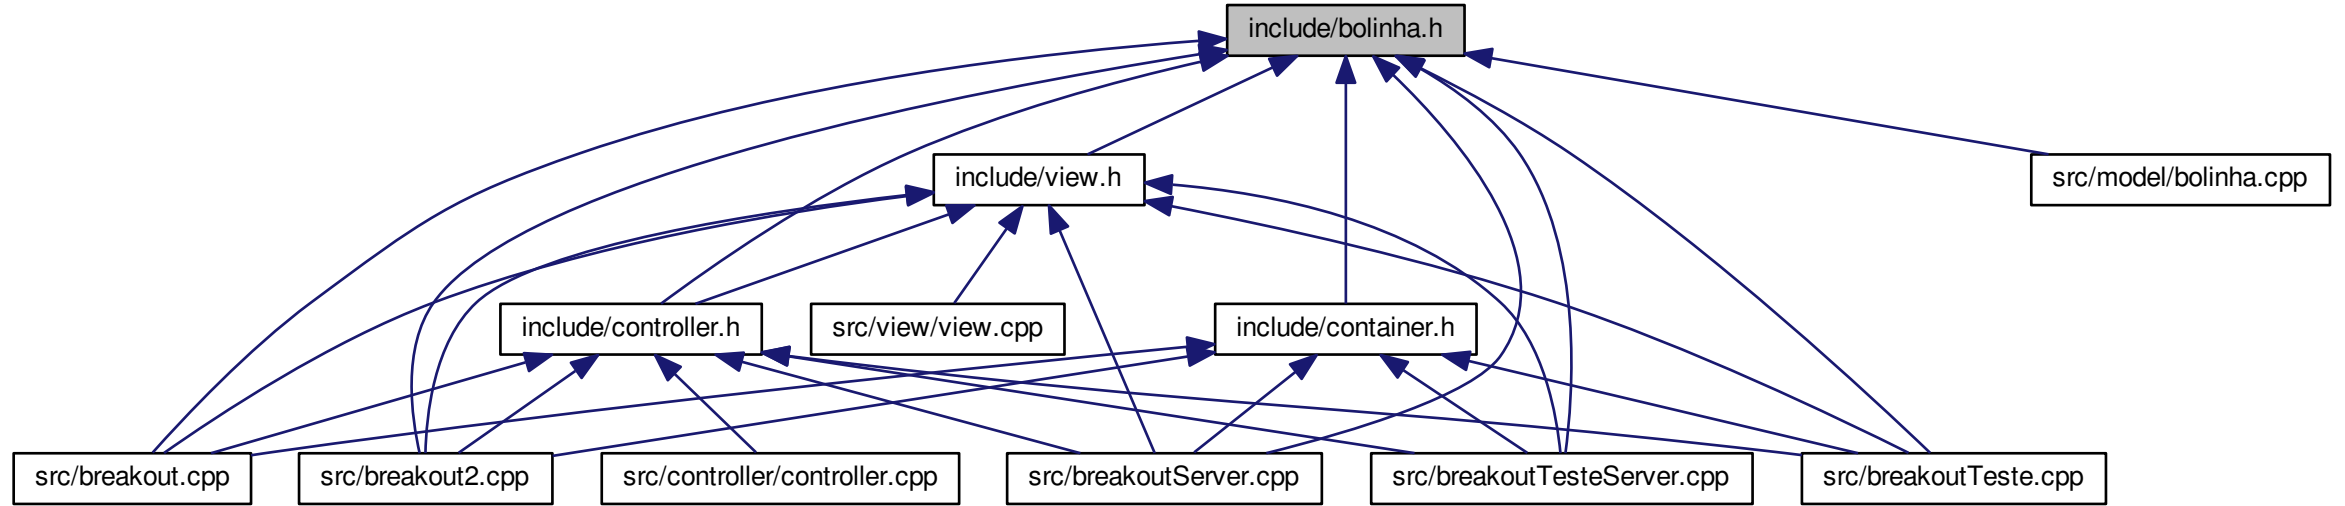 include/bolinha.h
include/view.h
src/model/bolinha.cpp
include/controller.h
src/view/view.cpp
include/container.h
src/breakout.cpp
src/breakout2.cpp
src/controller/controller.cpp
src/breakoutServer.cpp
src/breakoutTesteServer.cpp
src/breakoutTeste.cpp